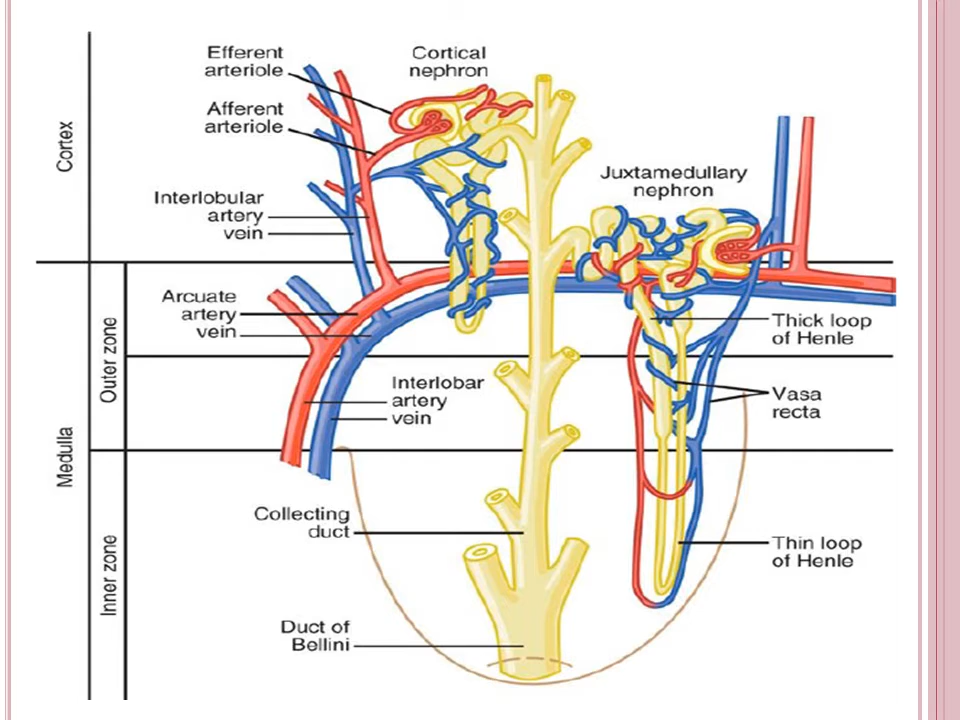 Efferent
arteriole
Cortical
nephron
Afferent
arteriole
Cortex
Juxtamedullary
nephron
Interlobular
artery
vein
Arcuate
artery
vein
Thick loop
of Henle
Outer zone
Interlobar
artery
vein
Vasa
recta
Medulla
Collecting
duct
Thin loop
of Henle
Inner zone
Duct of
Bellini